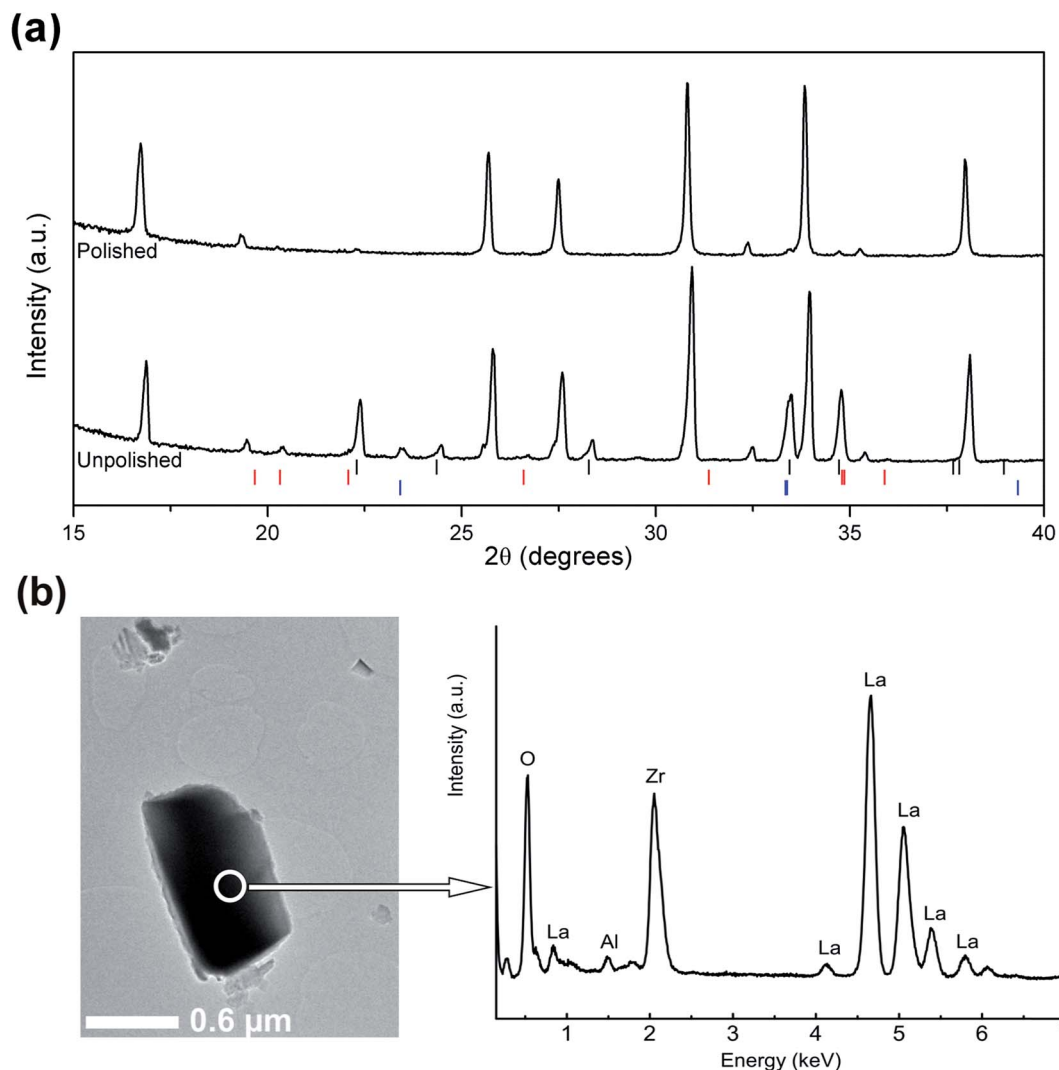 (a)
Intensity (a.u.)
Polished
Unpolished
15 20 25 30 35 40
2θ (degrees)
(b)
0.6 µm
Intensity (a.u.)
O
La
Al
Zr
La
La
La
La
La
1 2 3 4 5 6
Energy (keV)